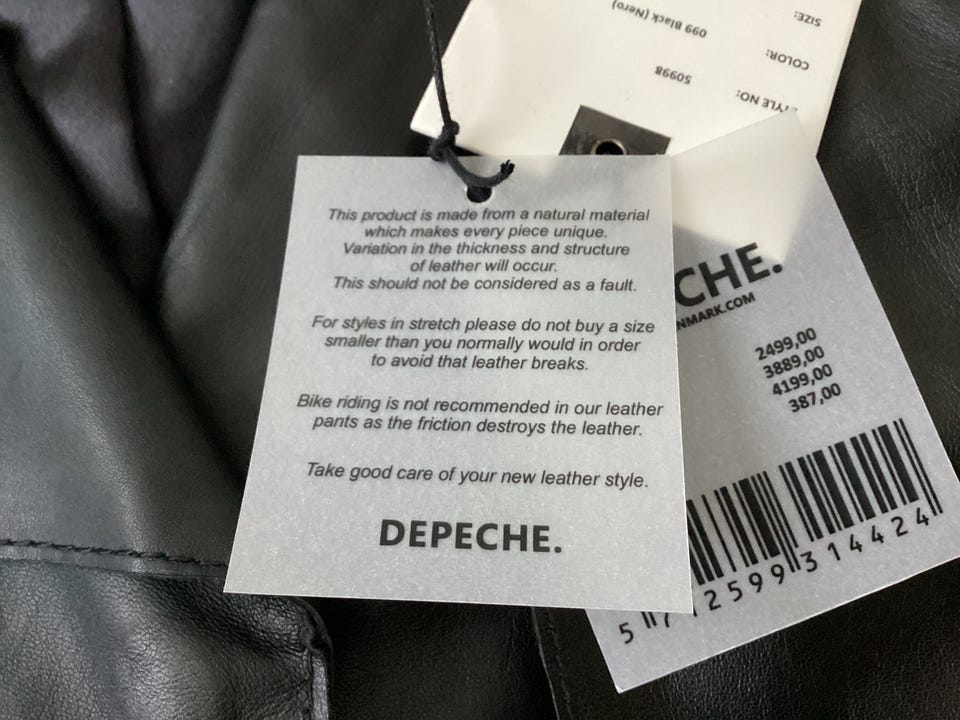 This product is made from a natural material
which makes every piece unique.
Variation in the thickness and structure
of leather will occur.
This should not be considered as a fault.
For styles in stretch please do not buy a size
smaller than you normally would in order
to avoid that leather breaks.
Bike riding is not recommended in our leather
pants as the friction destroys the leather.
Take good care of your new leather style.
DEPECHE.
STYLE NO: 50998
COLOR: 099 Black (Nero)
SIZE:
CHE.
NMARK.COM
2499,00
3889,00
4199,00
387,00
5 712599 314424